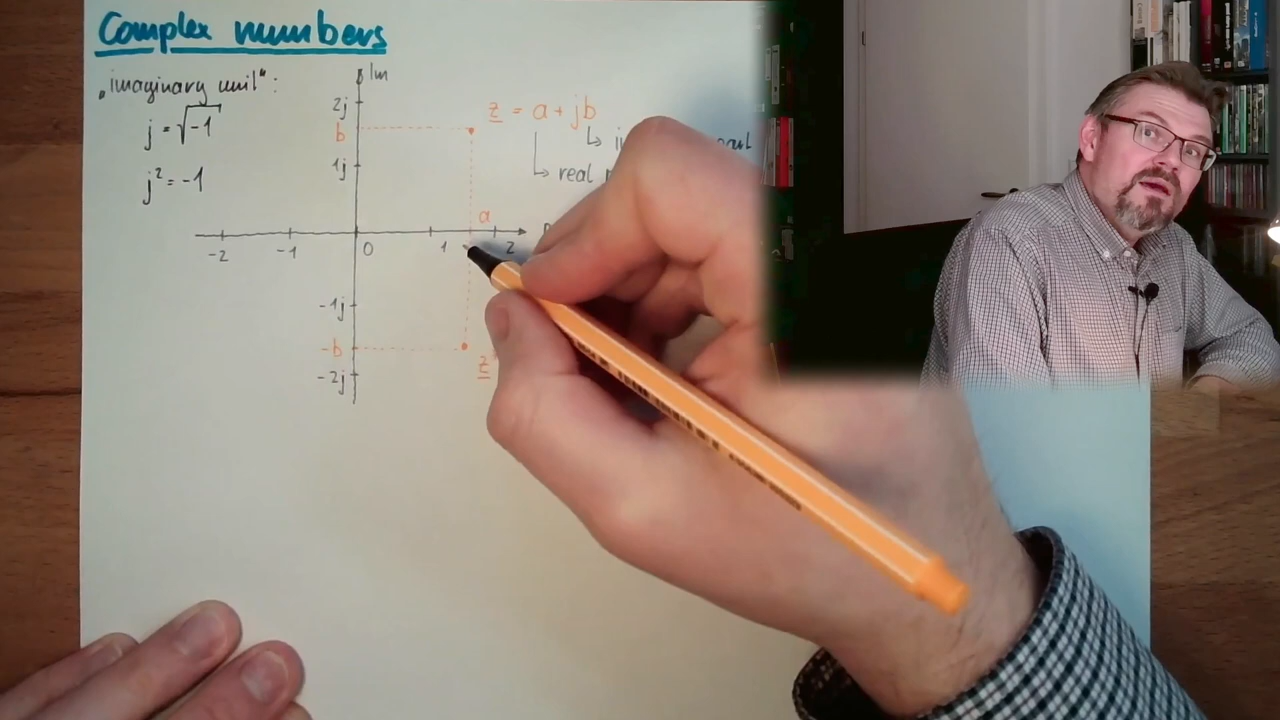 Complex numbers
„imaginary unit“:
j = √-1
j² = -1
Im
2j
b
1j
z = a + jb
real
a
-2 -1 0 1 2
-1j
-b
-2j
z